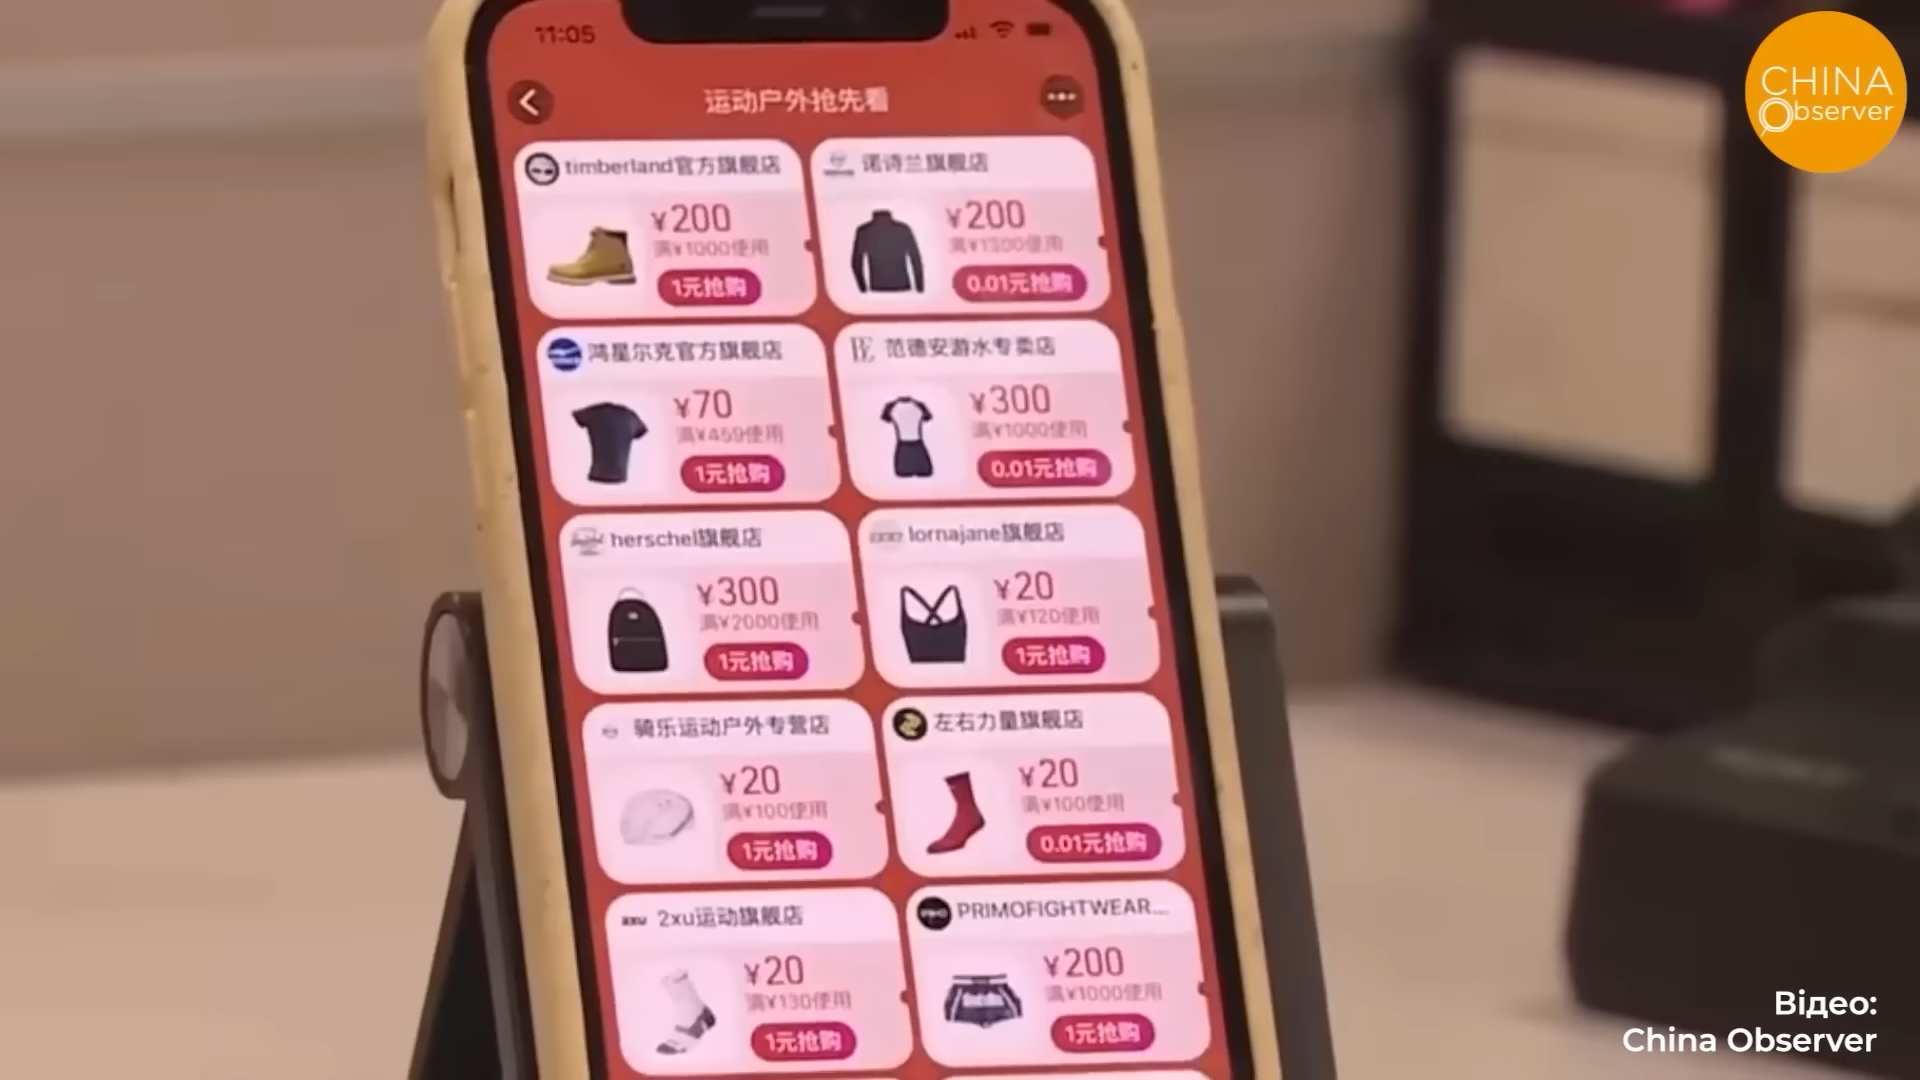 11:05
运动户外抢先看
timberland官方旗舰店
¥200
满¥1000使用
1元抢购
诺诗兰旗舰店
¥200
满¥1300使用
0.01元抢购
鸿星尔克官方旗舰店
¥70
满¥459使用
1元抢购
范德安游水专卖店
¥300
满¥1000使用
0.01元抢购
herschel旗舰店
¥300
满¥2000使用
1元抢购
lornajane旗舰店
¥20
满¥120使用
1元抢购
骑乐运动户外专营店
¥20
满¥100使用
1元抢购
左右力量旗舰店
¥20
满¥100使用
0.01元抢购
2xu运动旗舰店
¥20
满¥130使用
1元抢购
PRIMOFIGHTWEAR...
¥200
满¥1000使用
1元抢购
CHINA
Observer
Відео:
China Observer